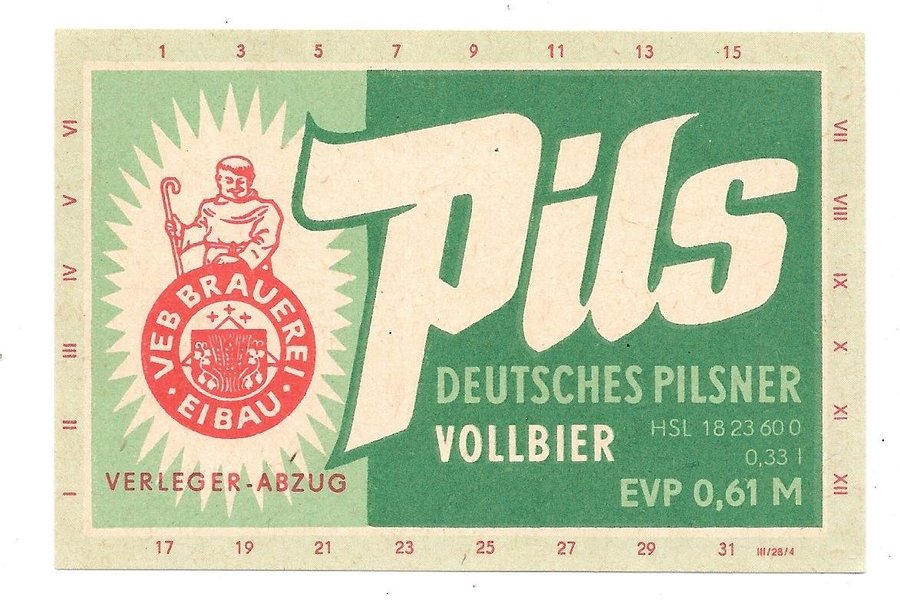 1 3 5 7 9 11 13 15
VI
V
IV
III
II
I
Pils
VEB BRAUEREI
· EIBAU ·
DEUTSCHES PILSNER
VOLLBIER
HSL 18 23 60 0
0,33 l
EVP 0,61 M
VERLEGER-ABZUG
VII
VIII
IX
X
XI
XII
17 19 21 23 25 27 29 31 III/28/4